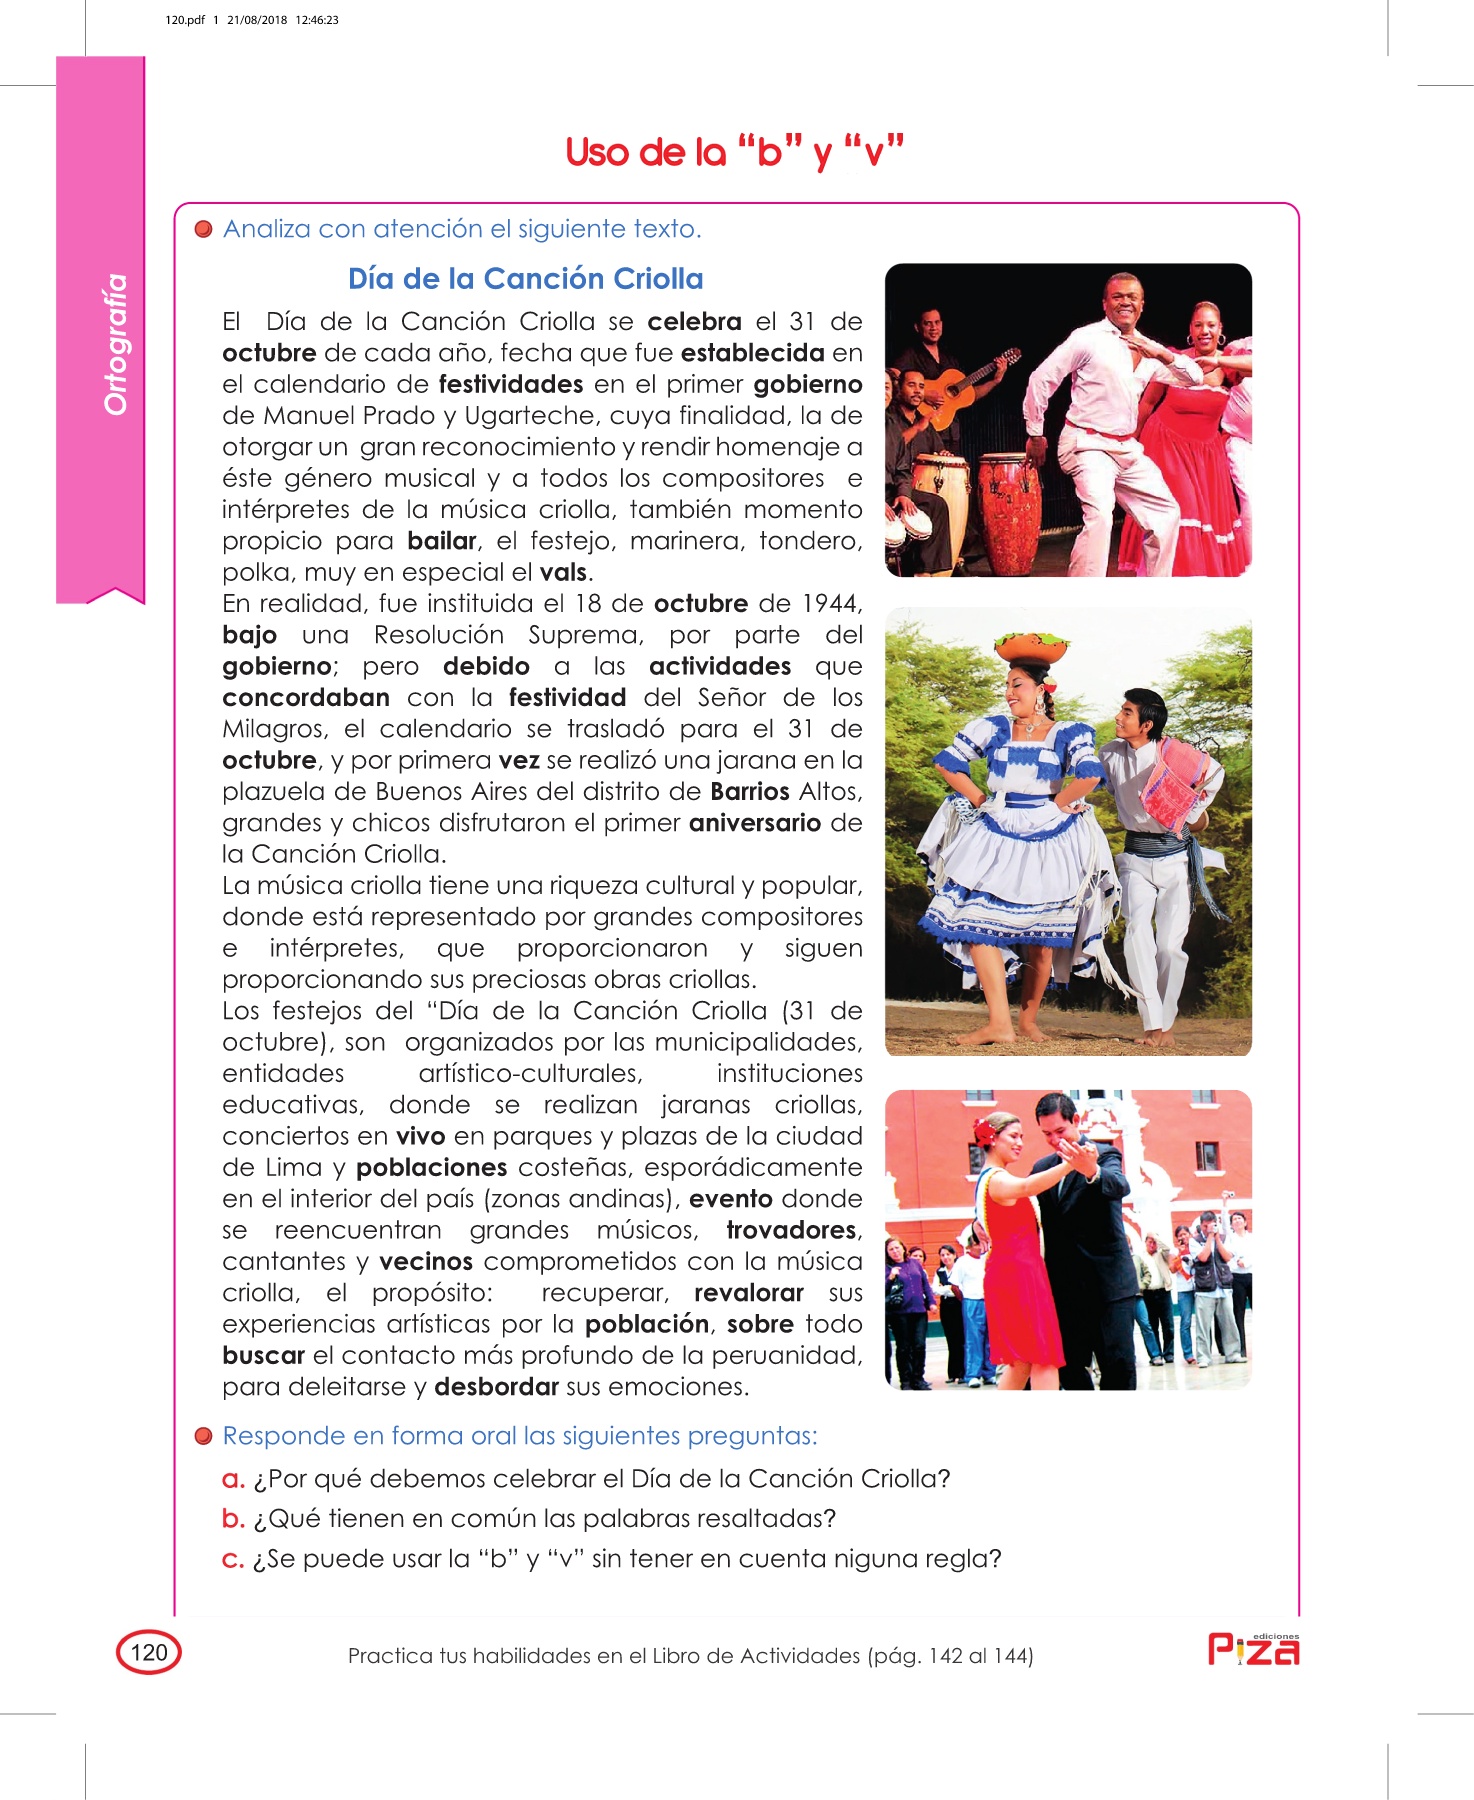 120.pdf 1 21/08/2018 12:46:23
Ortografía
Uso de la “b” y “v”
Analiza con atención el siguiente texto.
Día de la Canción Criolla
El Día de la Canción Criolla se celebra el 31 de
octubre de cada año, fecha que fue establecida en
el calendario de festividades en el primer gobierno
de Manuel Prado y Ugarteche, cuya finalidad, la de
otorgar un gran reconocimiento y rendir homenaje a
éste género musical y a todos los compositores e
intérpretes de la música criolla, también momento
propicio para bailar, el festejo, marinera, tondero,
polka, muy en especial el vals.
En realidad, fue instituida el 18 de octubre de 1944,
bajo una Resolución Suprema, por parte del
gobierno; pero debido a las actividades que
concordaban con la festividad del Señor de los
Milagros, el calendario se trasladó para el 31 de
octubre, y por primera vez se realizó una jarana en la
plazuela de Buenos Aires del distrito de Barrios Altos,
grandes y chicos disfrutaron el primer aniversario de
la Canción Criolla.
La música criolla tiene una riqueza cultural y popular,
donde está representado por grandes compositores
e intérpretes, que proporcionaron y siguen
proporcionando sus preciosas obras criollas.
Los festejos del “Día de la Canción Criolla (31 de
octubre), son organizados por las municipalidades,
entidades artístico-culturales, instituciones
educativas, donde se realizan jaranas criollas,
conciertos en vivo en parques y plazas de la ciudad
de Lima y poblaciones costeñas, esporádicamente
en el interior del país (zonas andinas), evento donde
se reencuentran grandes músicos, trovadores,
cantantes y vecinos comprometidos con la música
criolla, el propósito: recuperar, revalorar sus
experiencias artísticas por la población, sobre todo
buscar el contacto más profundo de la peruanidad,
para deleitarse y desbordar sus emociones.
Responde en forma oral las siguientes preguntas:
a. ¿Por qué debemos celebrar el Día de la Canción Criolla?
b. ¿Qué tienen en común las palabras resaltadas?
c. ¿Se puede usar la “b” y “v” sin tener en cuenta niguna regla?
120
Practica tus habilidades en el Libro de Actividades (pág. 142 al 144)
ediciones
Piza